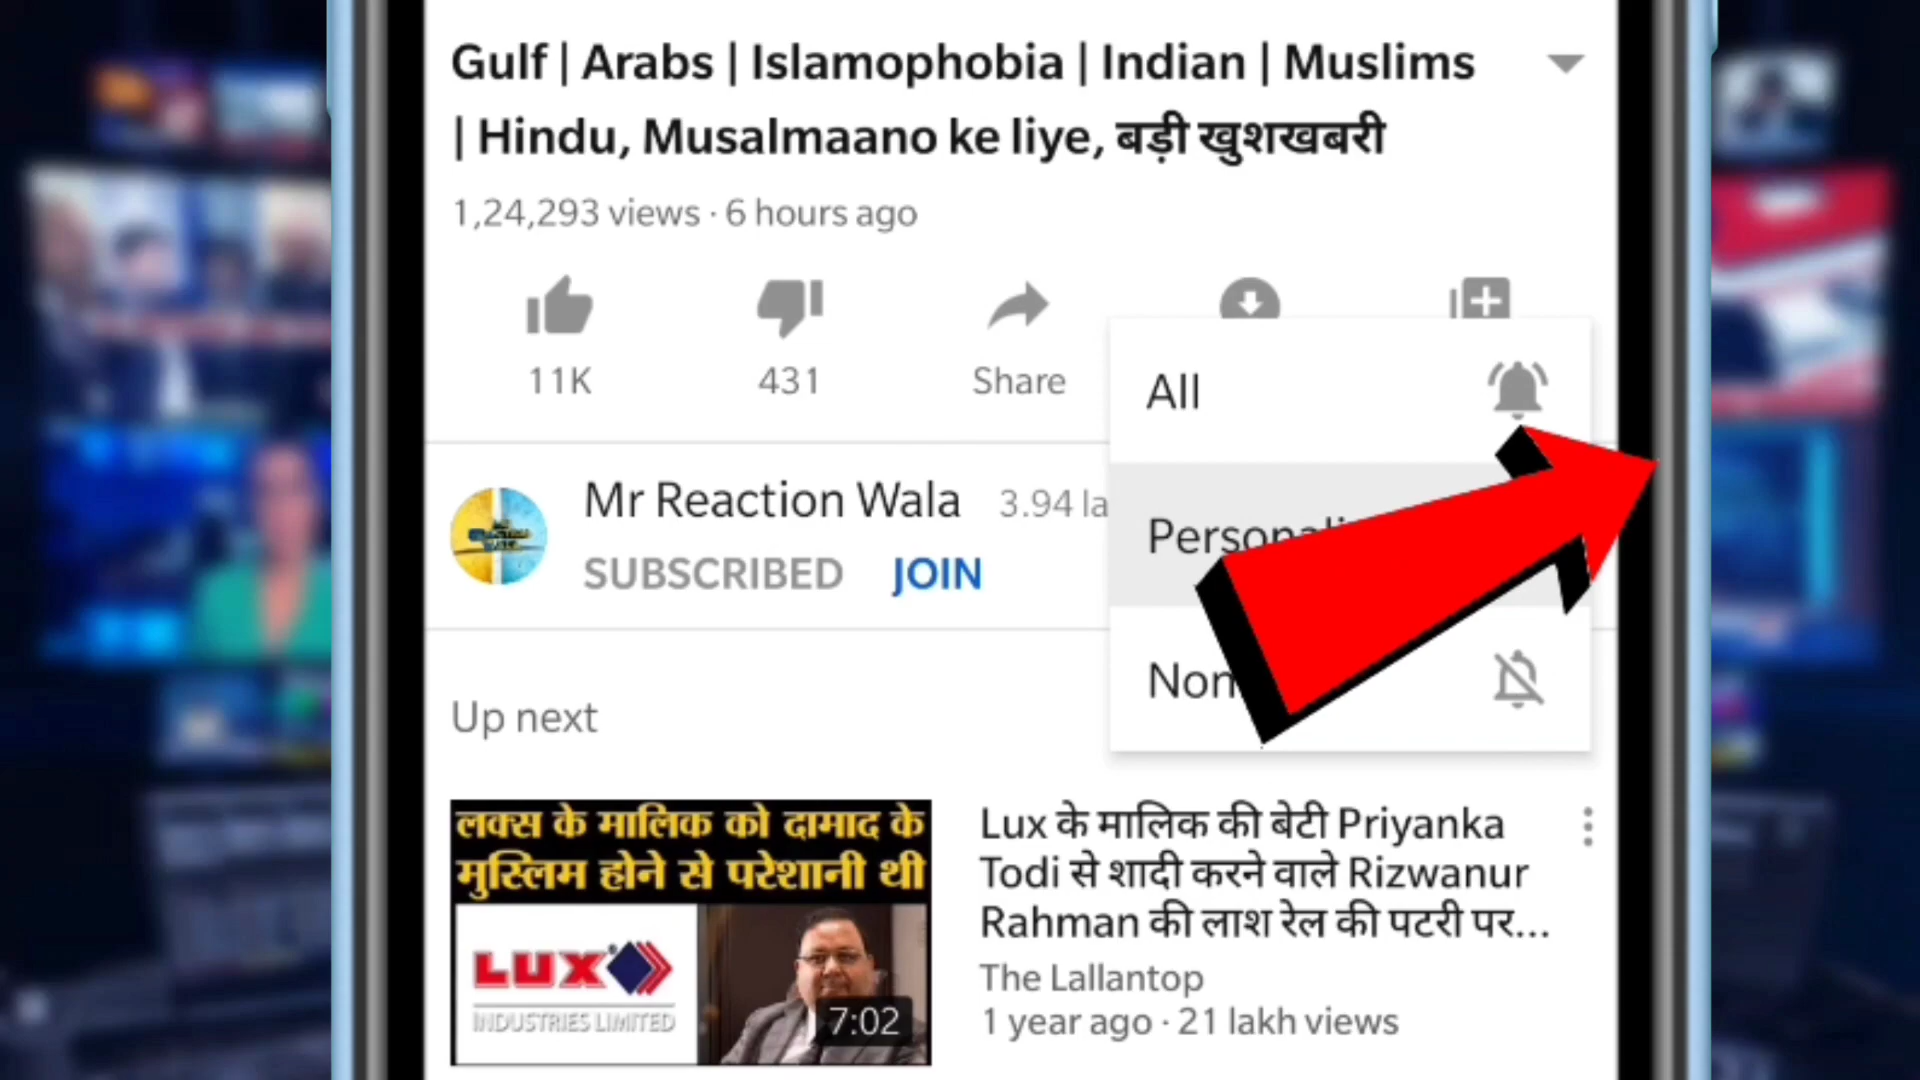 Gulf | Arabs | Islamophobia | Indian | Muslims
| Hindu, Musalmaano ke liye, बड़ी खुशखबरी
1,24,293 views · 6 hours ago
11K
431
Share
All
Mr Reaction Wala 3.94 la
SUBSCRIBED JOIN
Up next
लक्स के मालिक को दामाद के
मुस्लिम होने से परेशानी थी
LUX
INDUSTRIES LIMITED
7:02
Lux के मालिक की बेटी Priyanka
Todi से शादी करने वाले Rizwanur
Rahman की लाश रेल की पटरी पर...
The Lallantop
1 year ago · 21 lakh views